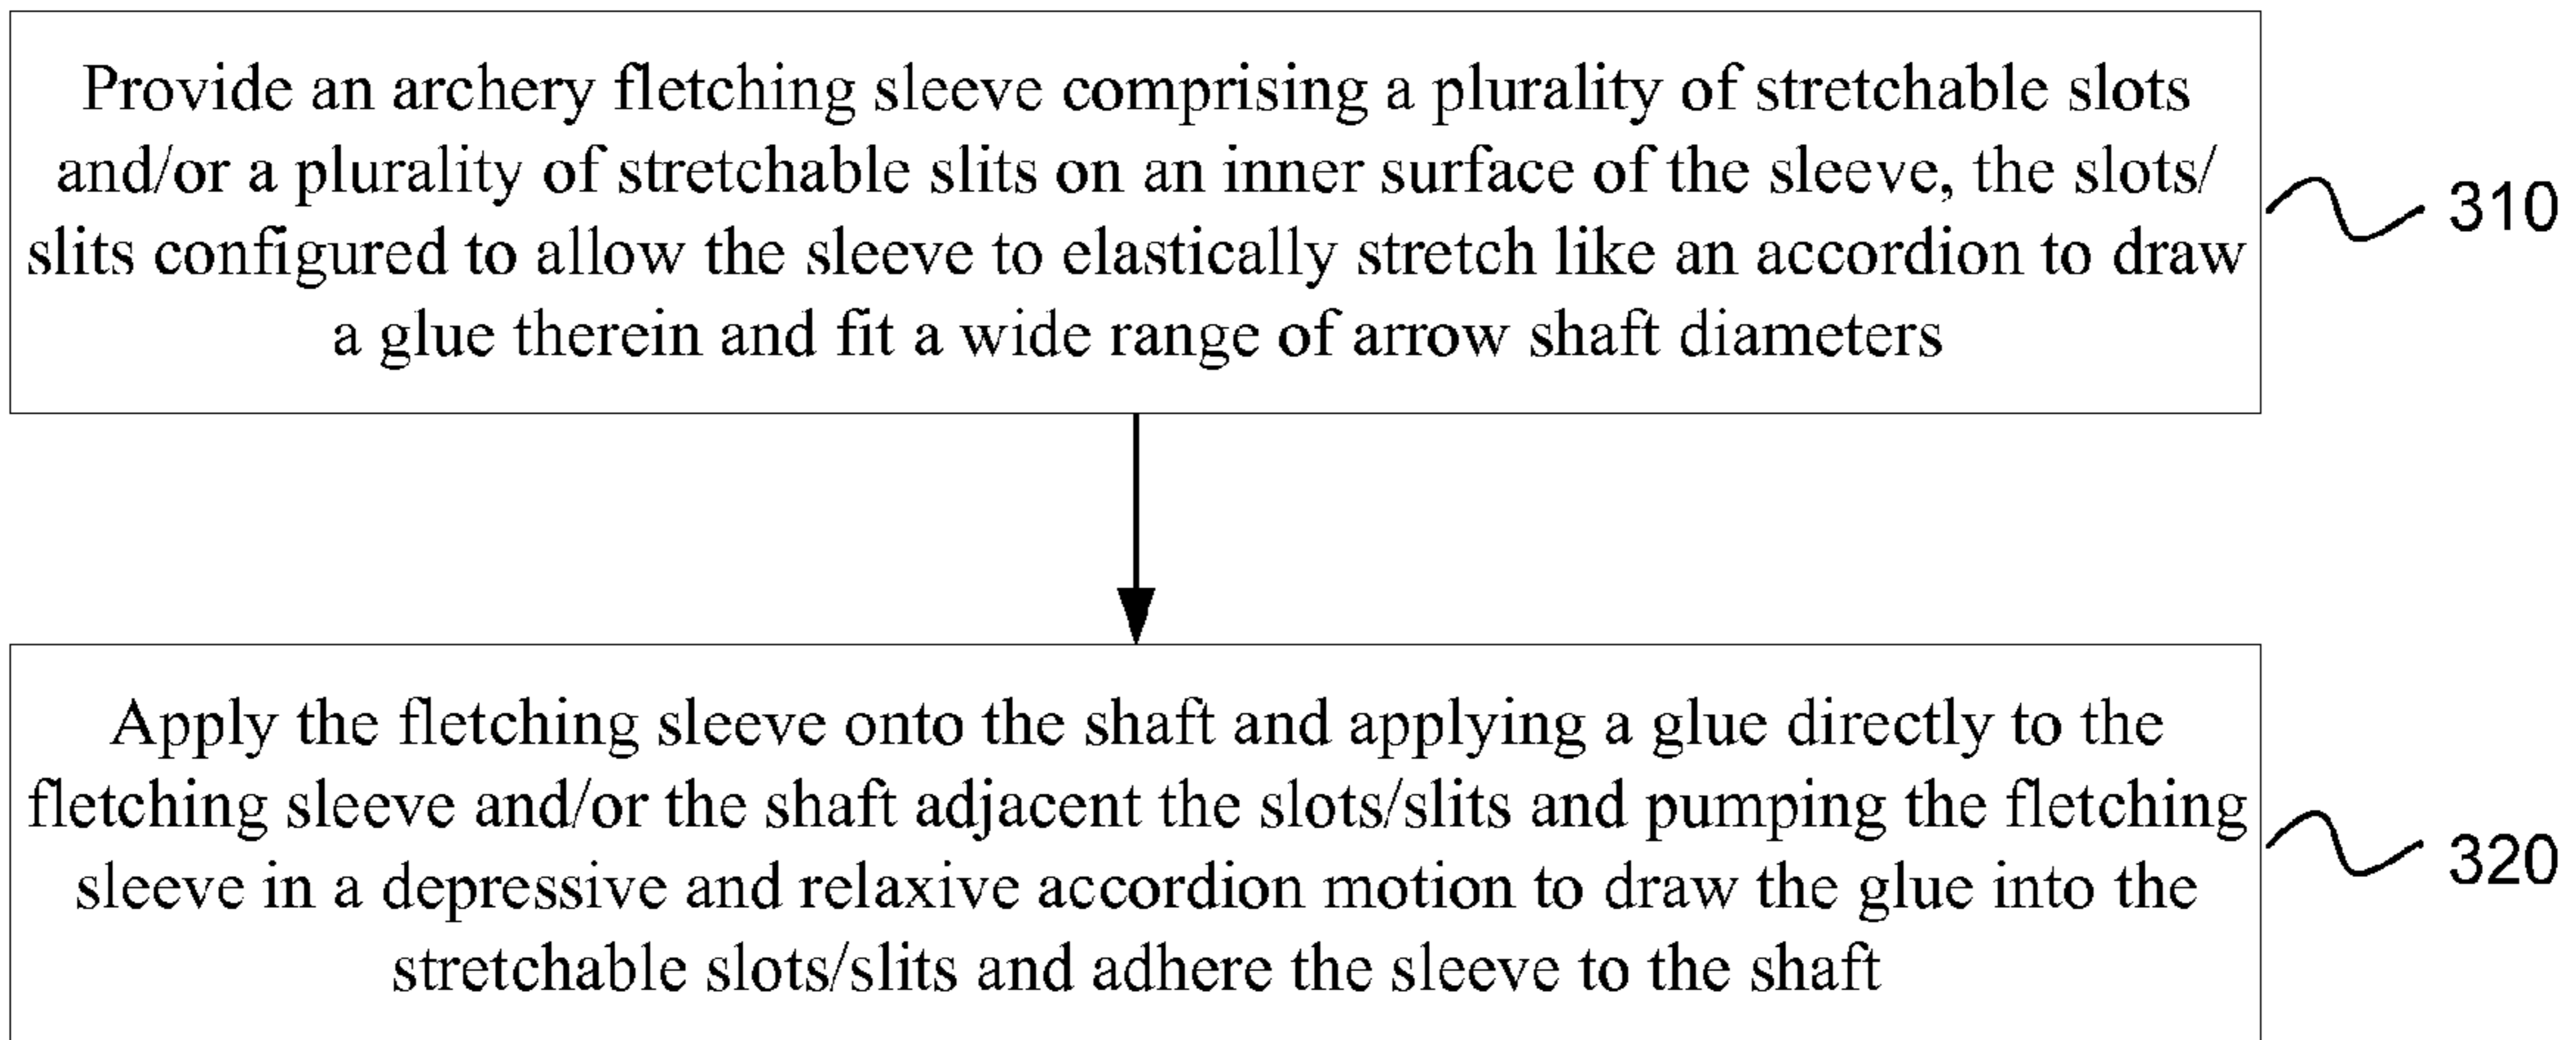 Provide an archery fletching sleeve comprising a plurality of stretchable slots
and/or a plurality of stretchable slits on an inner surface of the sleeve, the slots/
slits configured to allow the sleeve to elastically stretch like an accordion to draw
a glue therein and fit a wide range of arrow shaft diameters
310
Apply the fletching sleeve onto the shaft and applying a glue directly to the
fletching sleeve and/or the shaft adjacent the slots/slits and pumping the fletching
sleeve in a depressive and relaxive accordion motion to draw the glue into the
stretchable slots/slits and adhere the sleeve to the shaft
320